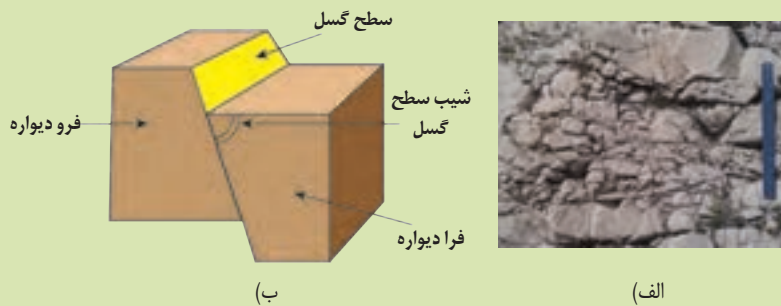 سطح گسل
شیب سطح
گسل
فرو دیواره
فرا دیواره
الف)
ب)